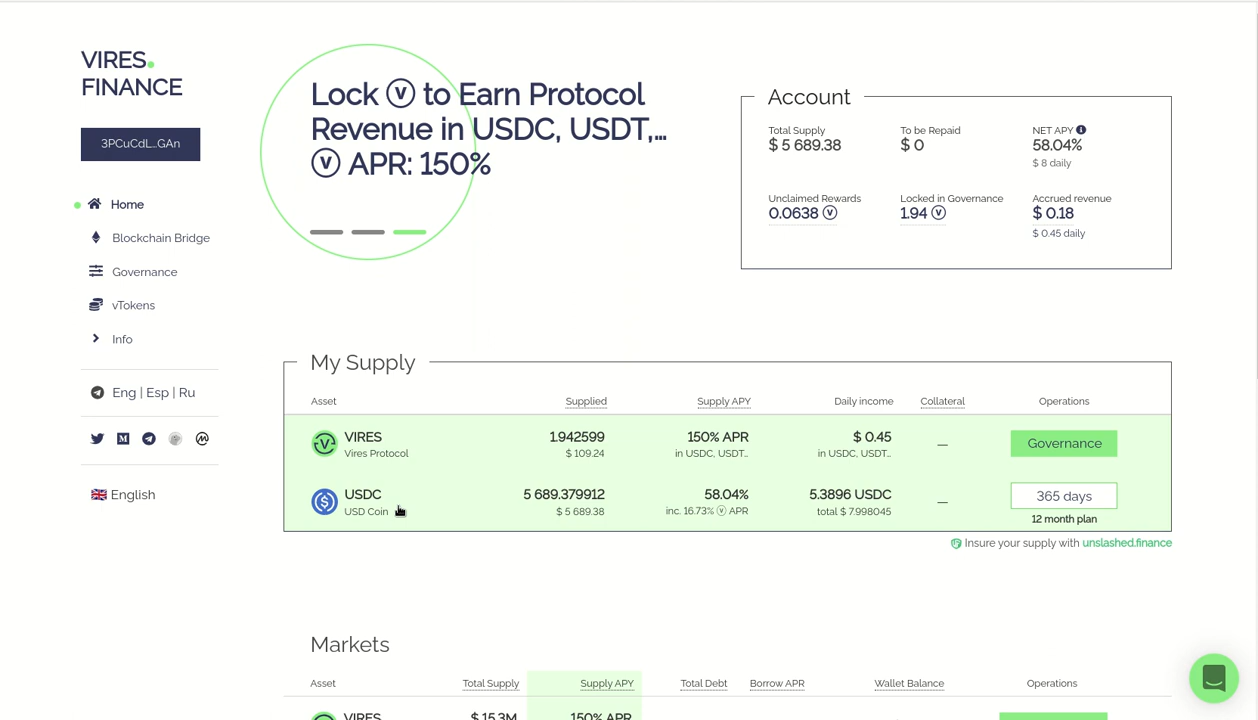 VIRES.
FINANCE
3PCuCdL...GAn
Home
Blockchain Bridge
Governance
vTokens
Info
Eng | Esp | Ru
English
Lock V to Earn Protocol
Revenue in USDC, USDT,...
V APR: 150%
Account
Total Supply To be Repaid NET APY
$ 5 689.38 $ 0 58.04%
$ 8 daily
Unclaimed Rewards Locked in Governance Accrued revenue
0.0638 V 1.94 V $ 0.18
$ 0.45 daily
My Supply
Asset Supplied Supply APY Daily income Collateral Operations
VIRES 1.942599 150% APR $ 0.45 — Governance
Vires Protocol $ 109.24 in USDC, USDT... in USDC, USDT...
USDC 5 689.379912 58.04% 5.3896 USDC — 365 days
USD Coin $ 5 689.38 inc. 16.73% V APR total $ 7.998045 12 month plan
Insure your supply with unslashed.finance
Markets
Asset Total Supply Supply APY Total Debt Borrow APR Wallet Balance Operations
VIRES $ 15.3M 150% APR